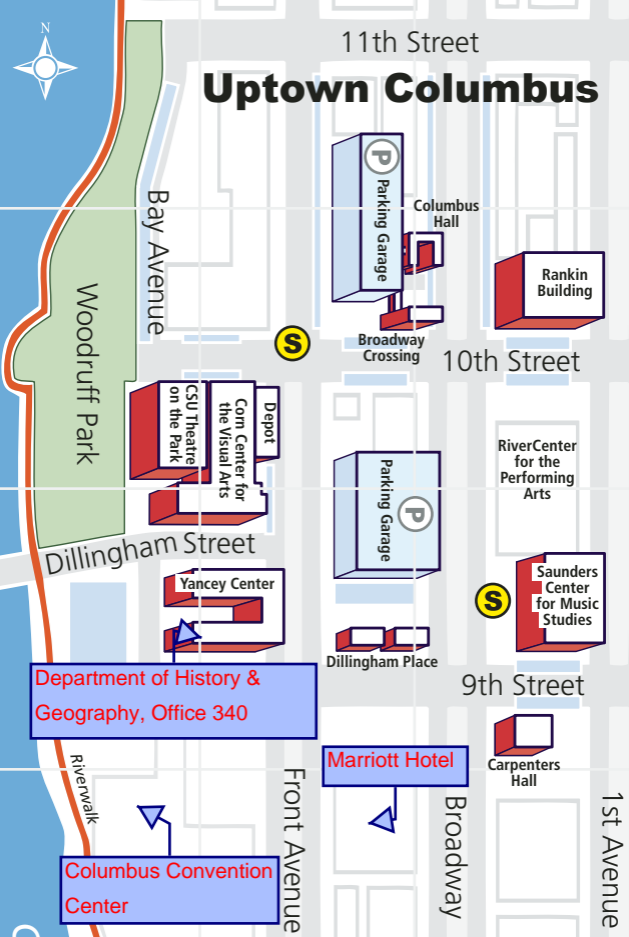 N
11th Street
Uptown Columbus
P
Parking Garage
Columbus
Hall
Bay Avenue
Rankin
Building
Woodruff Park
S
Broadway
Crossing
10th Street
CSU Theatre
on the Park
Corn Center for
the Visual Arts
Depot
RiverCenter
for the
Performing
Arts
Parking Garage
P
Dillingham Street
Yancey Center
S
Saunders
Center
for Music
Studies
Dillingham Place
Department of History &
Geography, Office 340
9th Street
Marriott Hotel
Carpenters
Hall
Riverwalk
Front Avenue
Broadway
1st Avenue
Columbus Convention
Center